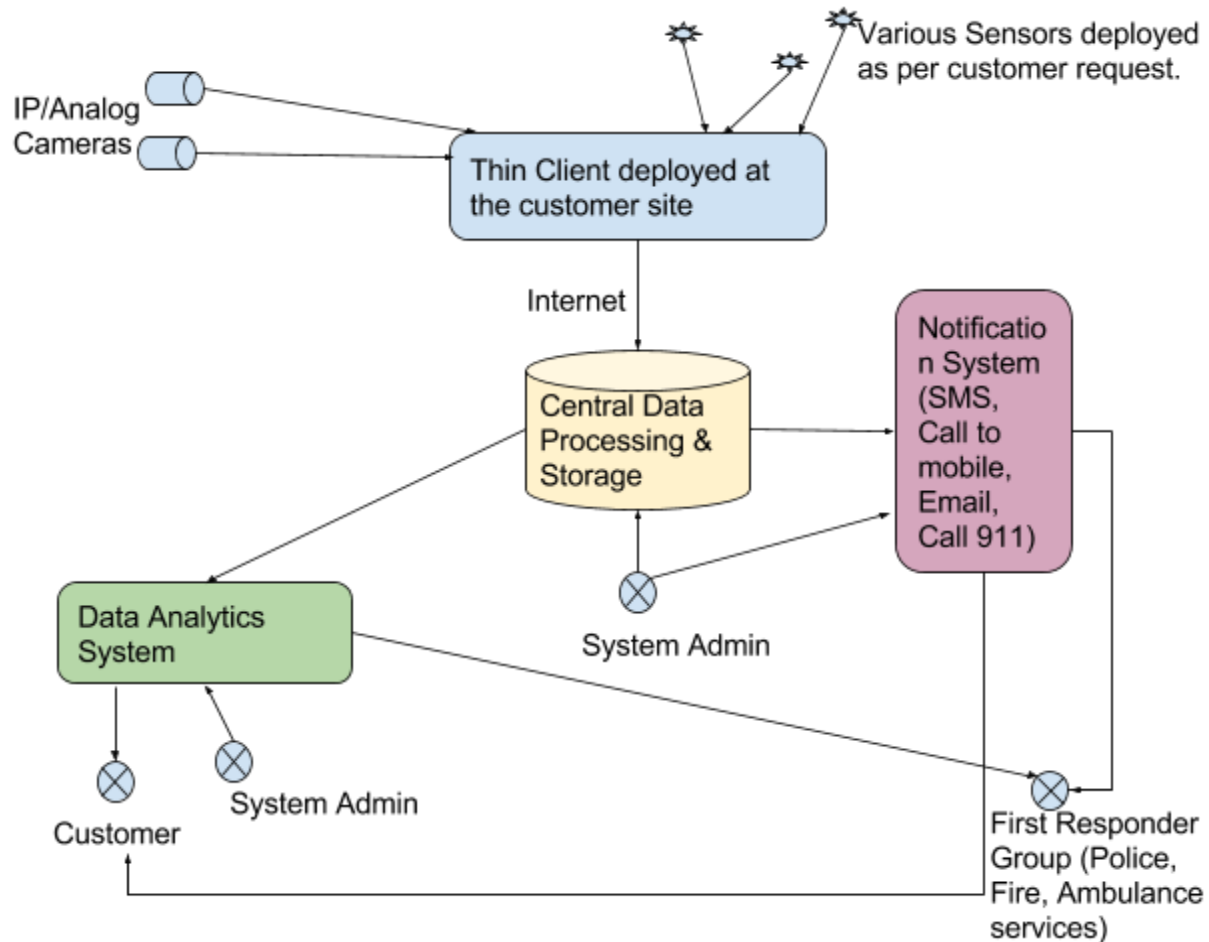 Various Sensors deployed
as per customer request.
IP/Analog
Cameras
Thin Client deployed at
the customer site
Internet
Notificatio
n System
(SMS,
Call to
mobile,
Email,
Call 911)
Central Data
Processing &
Storage
Data Analytics
System
System Admin
System Admin
Customer
First Responder
Group (Police,
Fire, Ambulance
services)